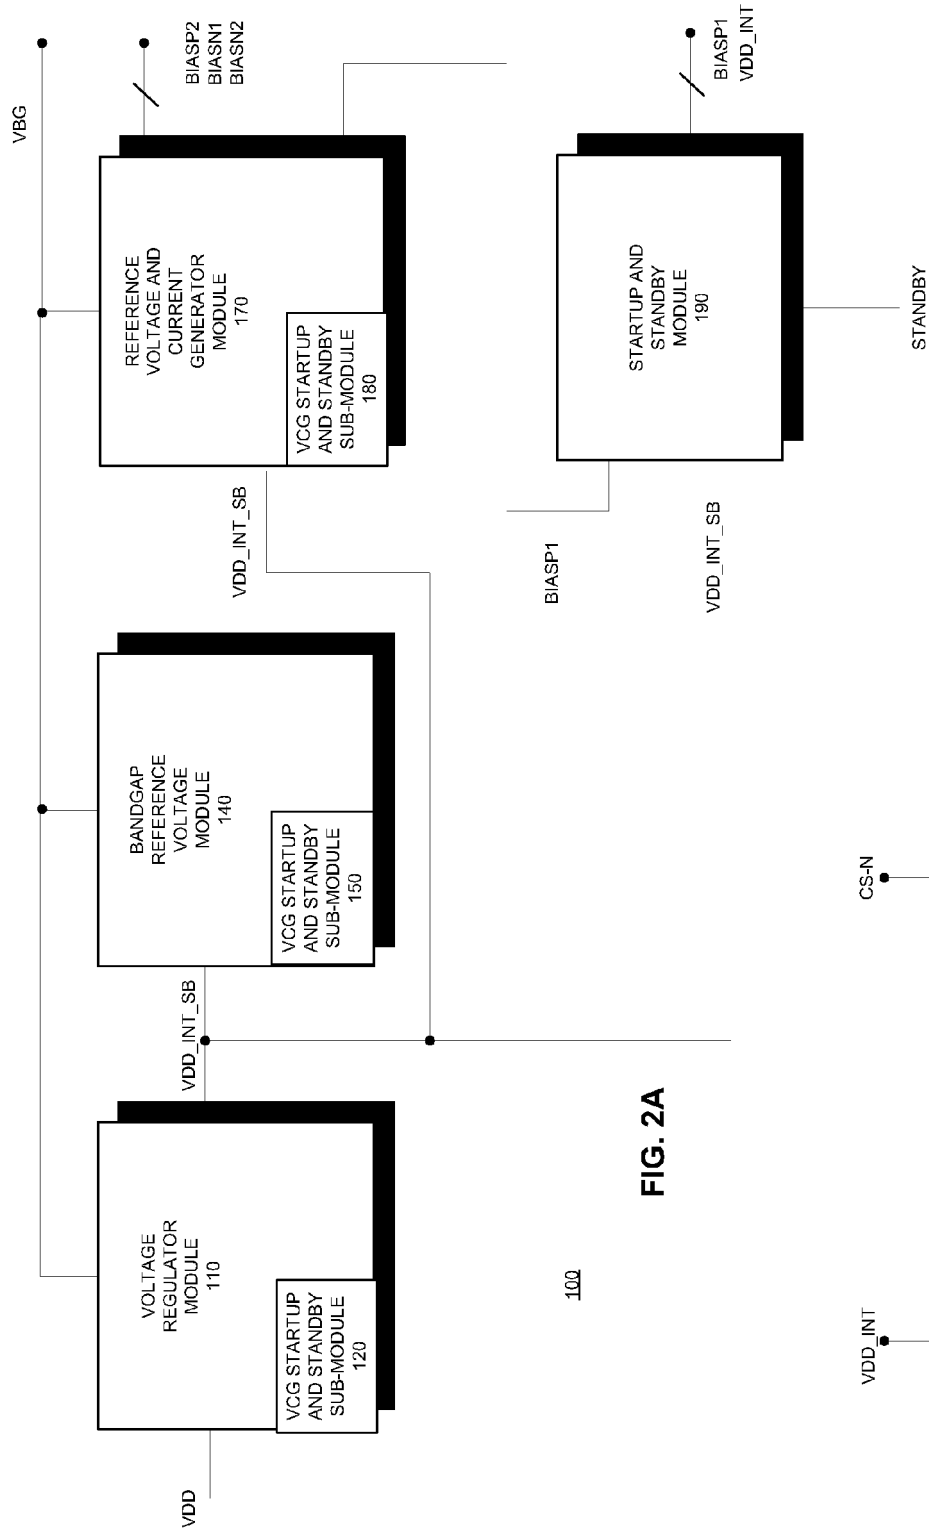 VDD
VOLTAGE
REGULATOR
MODULE
110
VCG STARTUP
AND STANDBY
SUB-MODULE
120
VDD_INT_SB
BANDGAP
REFERENCE
VOLTAGE
MODULE
140
VCG STARTUP
AND STANDBY
SUB-MODULE
150
VDD_INT_SB
REFERENCE
VOLTAGE AND
CURRENT
GENERATOR
MODULE
170
VCG STARTUP
AND STANDBY
SUB-MODULE
180
VBG
BIASP2
BIASN1
BIASN2
BIASP1
VDD_INT_SB
STARTUP AND
STANDBY
MODULE
190
BIASP1
VDD_INT
STANDBY
100
FIG. 2A
VDD_INT
CS-N